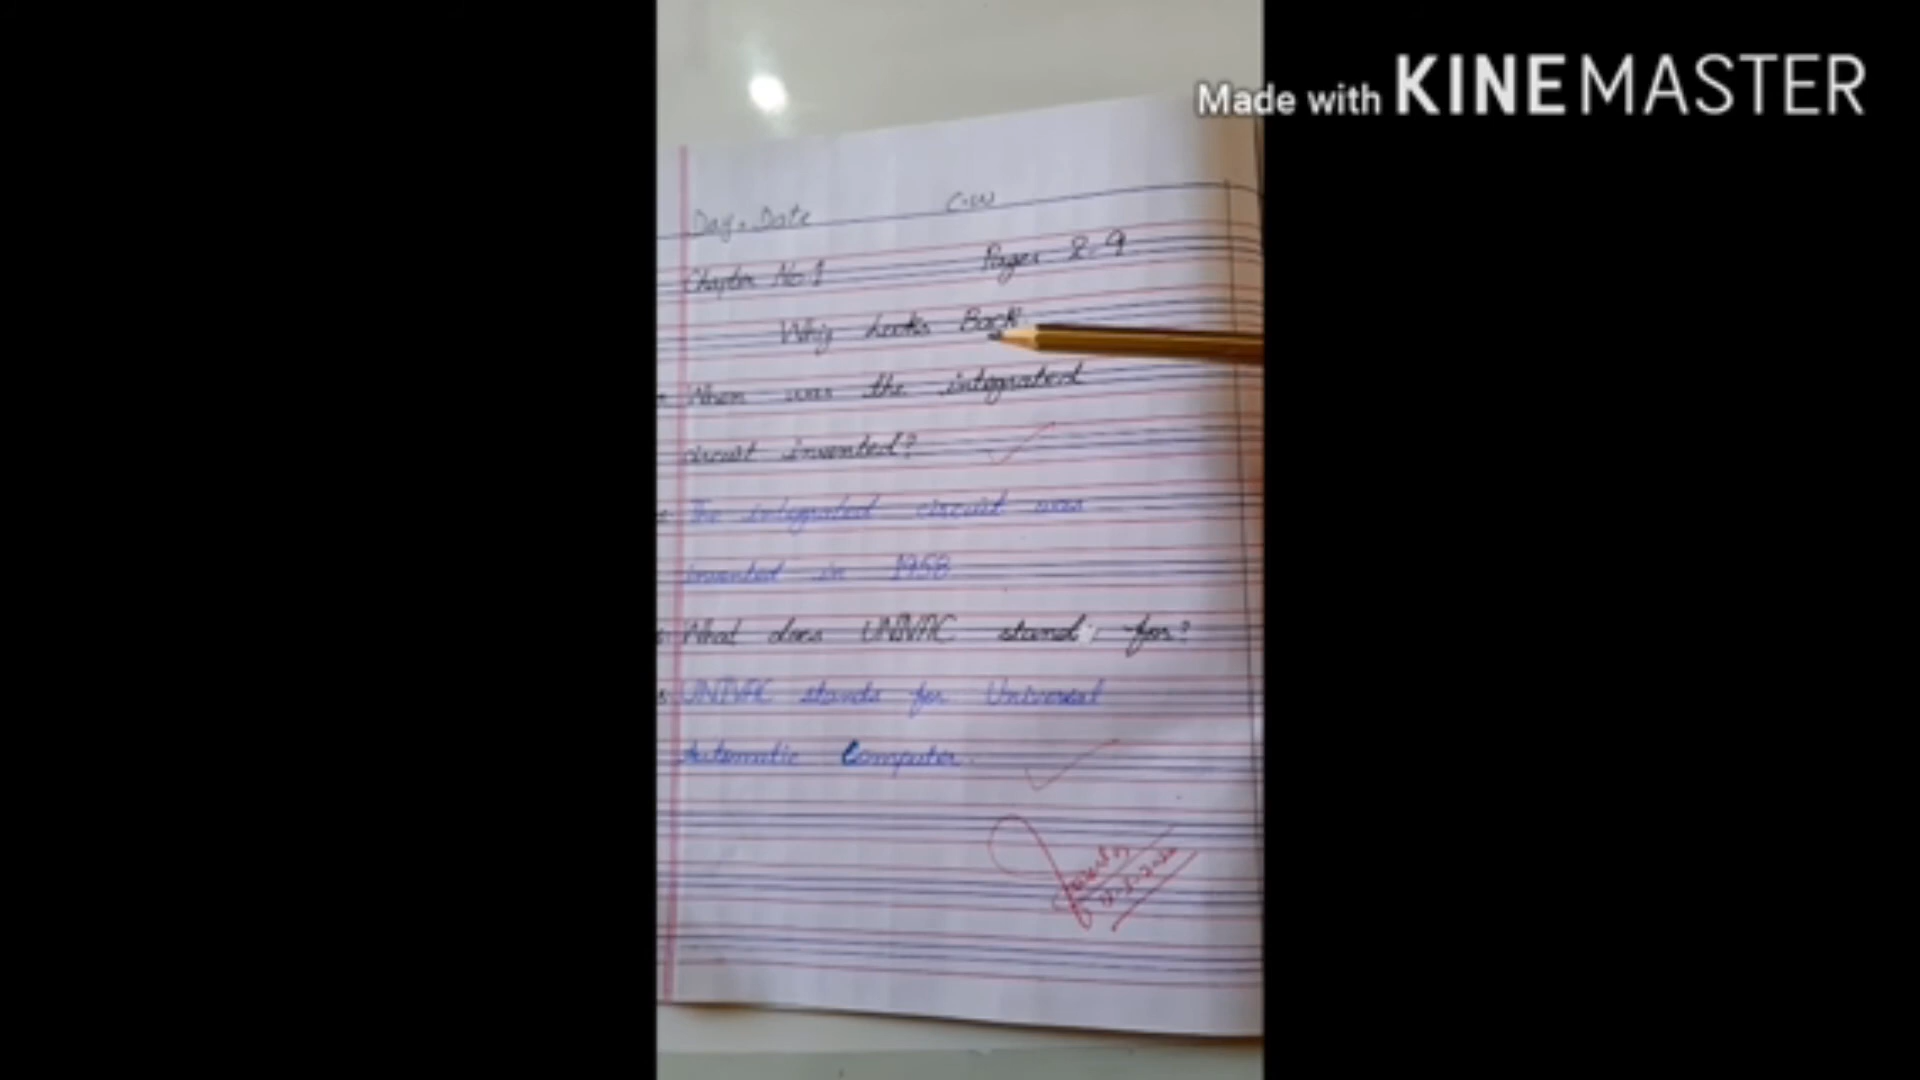 Made with KINEMASTER
Day. Date C.W
Chapter No.1 Pages 8-9
Whiz Looks Back
When was the integrated
circuit invented?
The integrated circuit was
invented in 1958
What does UNIVAC stand for?
UNIVAC stands for Universal
Automatic Computer.